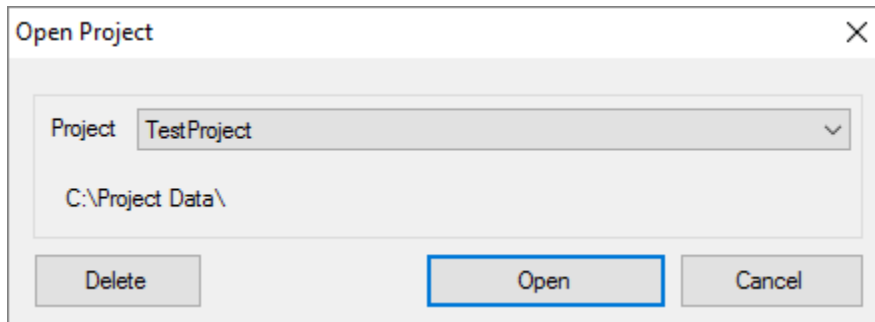 Open Project
Project TestProject
C:\Project Data\
Delete Open Cancel